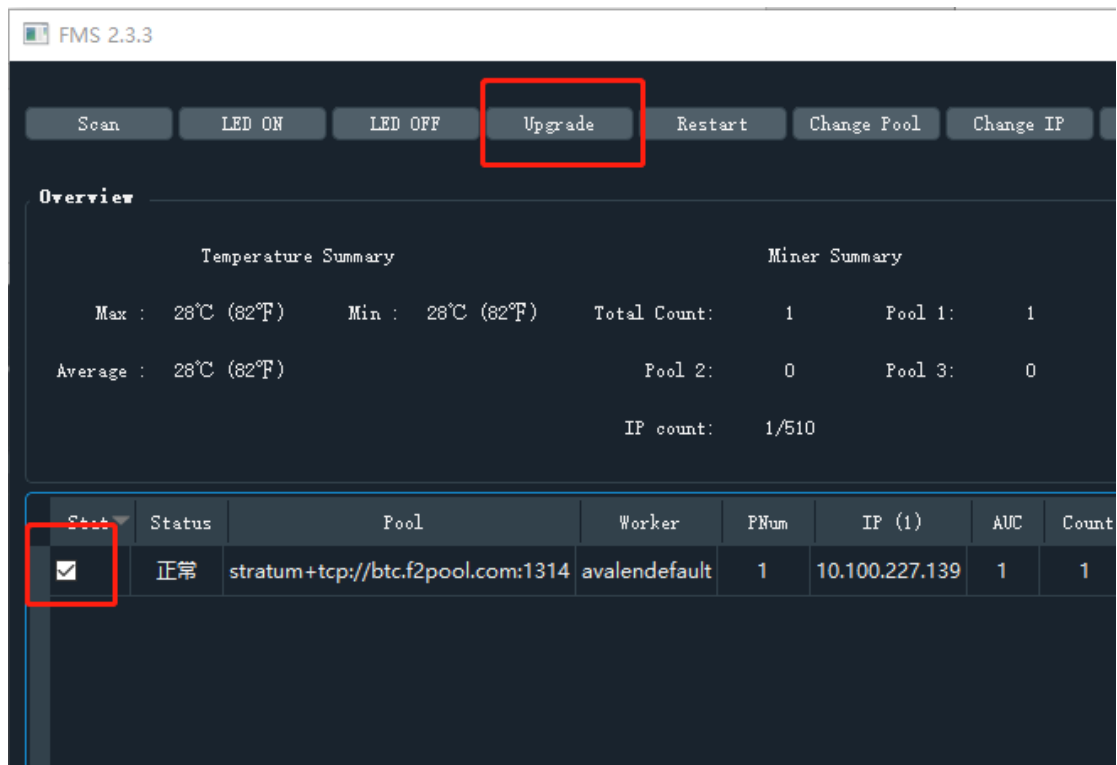 FMS 2.3.3
Scan LED ON LED OFF Upgrade Restart Change Pool Change IP
Overview
Temperature Summary Miner Summary
Max : 28℃ (82℉) Min : 28℃ (82℉) Total Count: 1 Pool 1: 1
Average : 28℃ (82℉) Pool 2: 0 Pool 3: 0
IP count: 1/510
Stat Status Pool Worker PNum IP (1) AUC Count
正常 stratum+tcp://btc.f2pool.com:1314 avalendefault 1 10.100.227.139 1 1